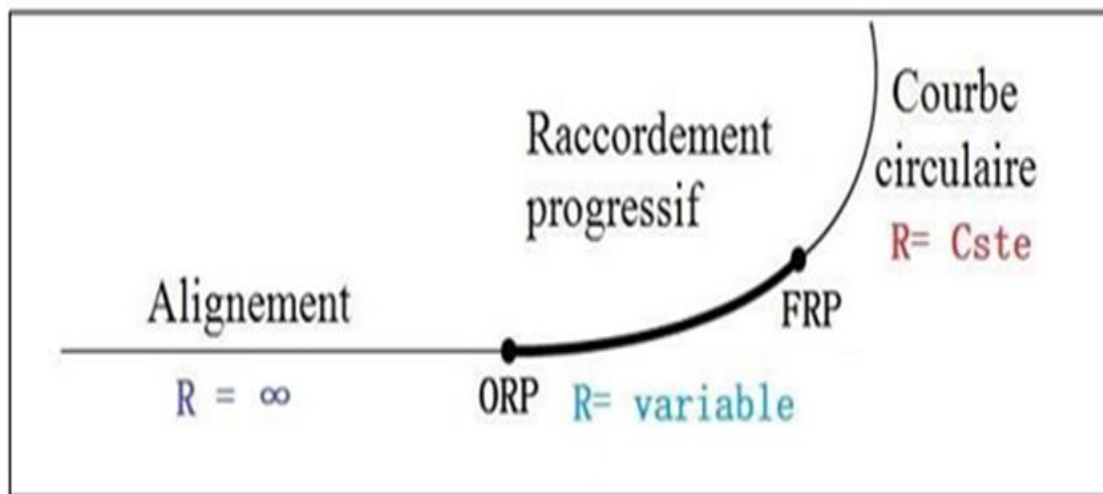 Raccordement
progressif
Courbe
circulaire
R= Cste
Alignement
R = ∞
ORP
R= variable
FRP